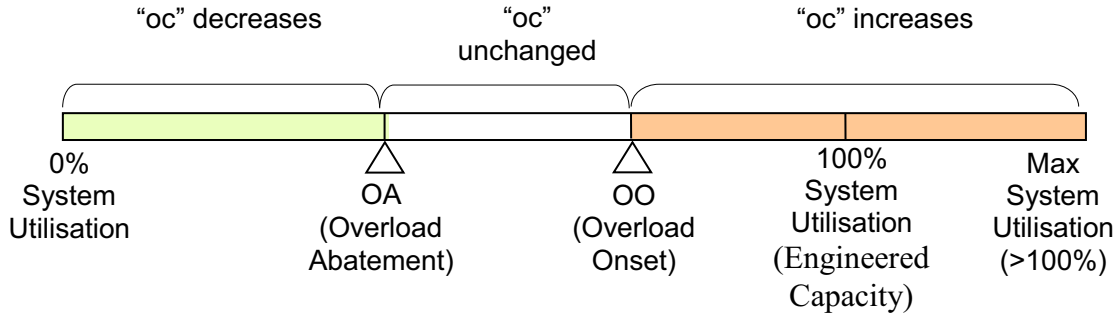 “oc” decreases
“oc”
unchanged
“oc” increases
0%
System
Utilisation
OA
(Overload
Abatement)
OO
(Overload
Onset)
100%
System
Utilisation
(Engineered
Capacity)
Max
System
Utilisation
(>100%)